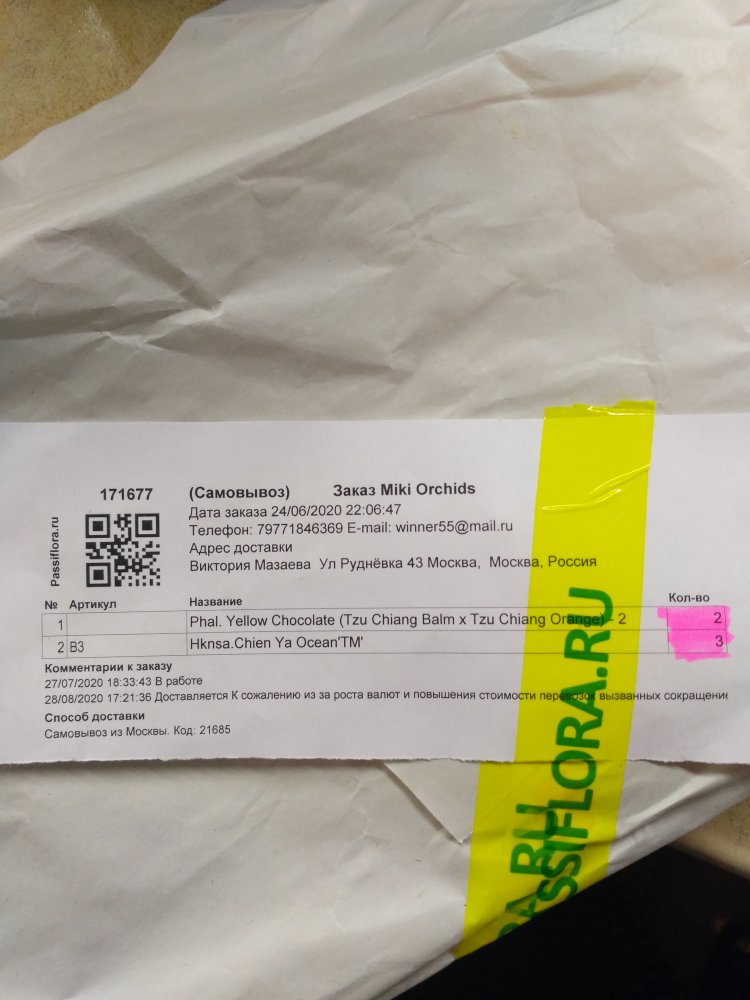 171677 (Самовывоз) Заказ Miki Orchids
Дата заказа 24/06/2020 22:06:47
Телефон: 79771846369 E-mail: winner55@mail.ru
Адрес доставки
Виктория Мазаева Ул Руднёвка 43 Москва, Москва, Россия
Passiflora.ru
№ Артикул Название Кол-во
1 Phal. Yellow Chocolate (Tzu Chiang Balm x Tzu Chiang Orange) - 2 2
2 B3 Hknsa.Chien Ya Ocean'TM' 3
Комментарии к заказу
27/07/2020 18:33:43 В работе
28/08/2020 17:21:36 Доставляется К сожалению из за роста валют и повышения стоимости перевозок вызванных сокращение
Способ доставки
Самовывоз из Москвы. Код: 21685
PASSIFLORA.RU
RA.RU